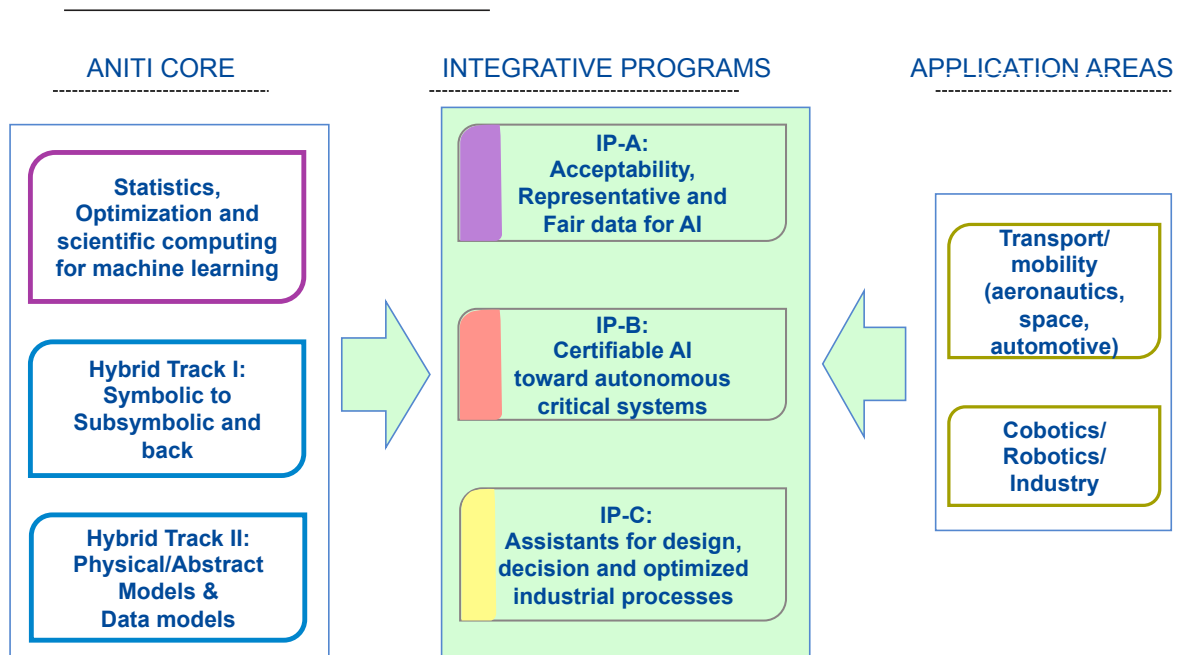 ANITI CORE
Statistics,
Optimization and
scientific computing
for machine learning
Hybrid Track I:
Symbolic to
Subsymbolic and
back
Hybrid Track II:
Physical/Abstract
Models &
Data models
INTEGRATIVE PROGRAMS
IP-A:
Acceptability,
Representative and
Fair data for AI
IP-B:
Certifiable AI
toward autonomous
critical systems
IP-C:
Assistants for design,
decision and optimized
industrial processes
APPLICATION AREAS
Transport/
mobility
(aeronautics,
space,
automotive)
Cobotics/
Robotics/
Industry